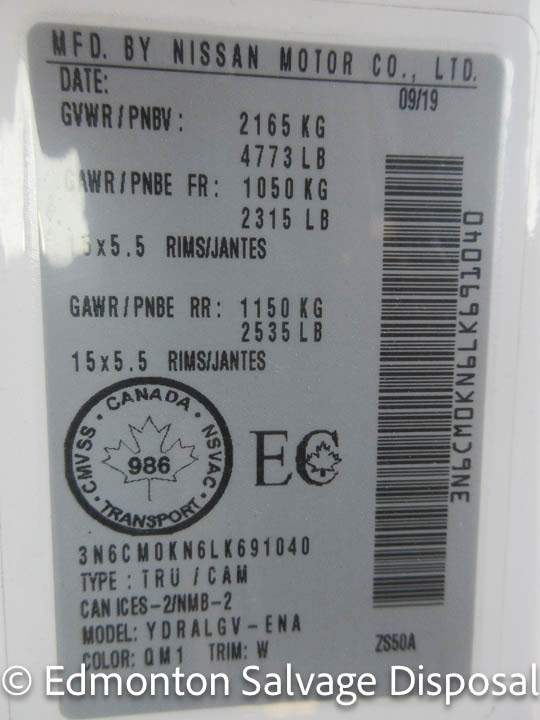 MFD. BY NISSAN MOTOR CO., LTD.
DATE: 09/19
GVWR/PNBV: 2165 KG
4773 LB
GAWR/PNBE FR: 1050 KG
2315 LB
15x5.5 RIMS/JANTES
GAWR/PNBE RR: 1150 KG
2535 LB
15x5.5 RIMS/JANTES
CANADA
CMVSS NSVAC
986
TRANSPORT
EC
3N6CM0KN6LK691040
TYPE: TRU/CAM
CAN ICES-2/NMB-2
MODEL: YDRALGV-ENA
COLOR: QM1 TRIM: W ZS50A
3N6CM0KN6LK691040
© Edmonton Salvage Disposal